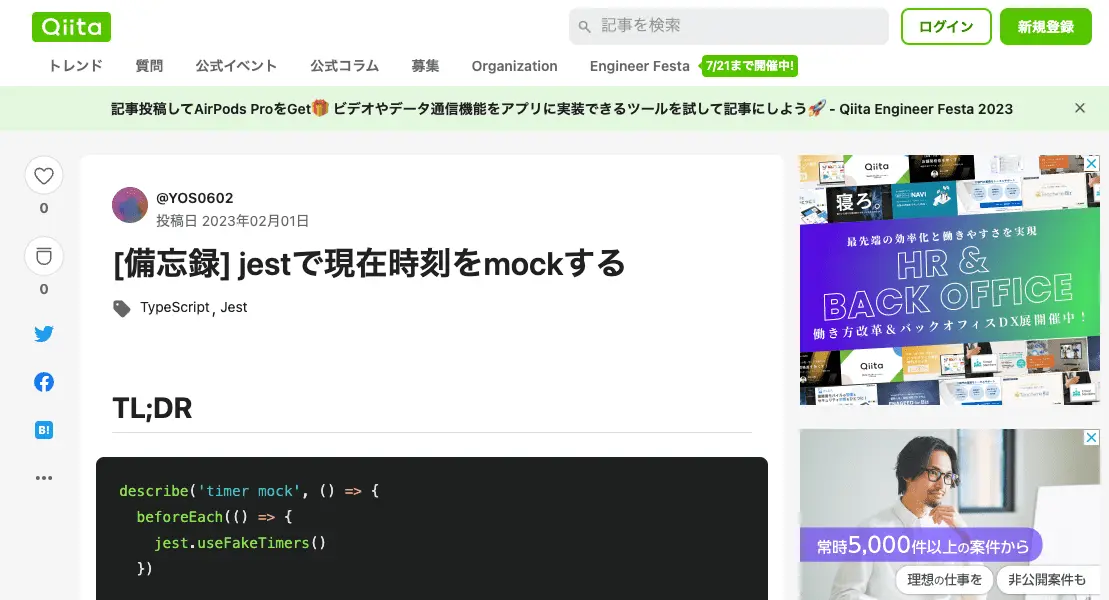 Qiita
記事を検索
ログイン
新規登録
トレンド 質問 公式イベント 公式コラム 募集 Organization Engineer Festa 7/21まで開催中!
記事投稿してAirPods ProをGet🎁 ビデオやデータ通信機能をアプリに実装できるツールを試して記事にしよう🚀 - Qiita Engineer Festa 2023
0
0
B!
@YOS0602
投稿日 2023年02月01日
[備忘録] jestで現在時刻をmockする
TypeScript, Jest
TL;DR
describe('timer mock', () => {
beforeEach(() => {
jest.useFakeTimers()
})
Qiita
寝ろ。
NAVI
最先端の効率化と働きやすさを実現
HR &
BACK OFFICE
働き方改革&バックオフィスDX展開催中!
Qiita
常時5,000件以上の案件から
理想の仕事を
非公開案件も